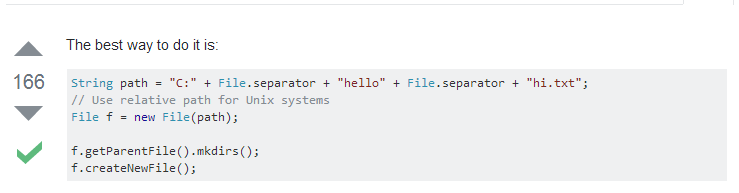 The best way to do it is:
166
String path = "C:" + File.separator + "hello" + File.separator + "hi.txt";
// Use relative path for Unix systems
File f = new File(path);
f.getParentFile().mkdirs();
f.createNewFile();